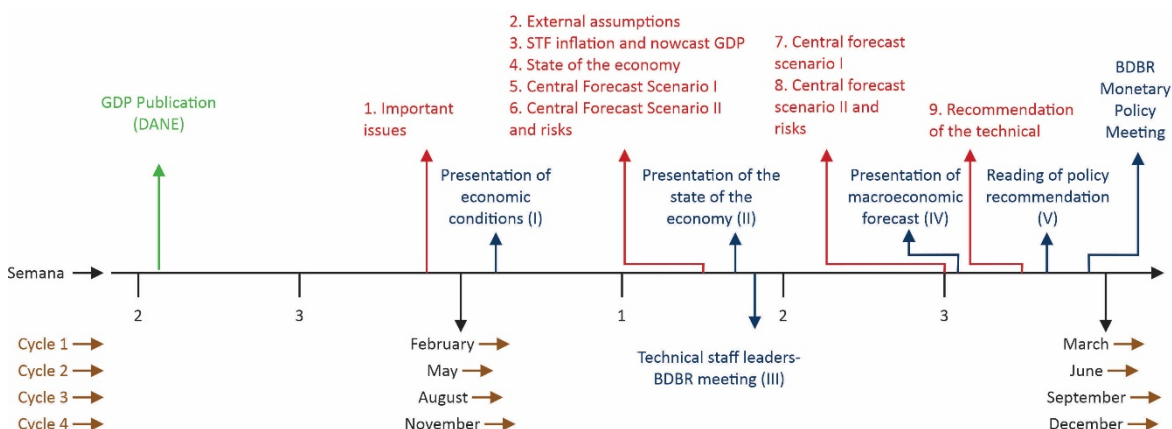 2. External assumptions
3. STF inflation and nowcast GDP
4. State of the economy
5. Central Forecast Scenario I
6. Central Forecast Scenario II
and risks
7. Central forecast
scenario I
8. Central forecast
scenario II and
risks
BDBR
Monetary
Policy
Meeting
GDP Publication
(DANE)
1. Important
issues
9. Recommendation
of the technical
Presentation of
economic
conditions (I)
Presentation of the
state of the
economy (II)
Presentation of
macroeconomic
forecast (IV)
Reading of policy
recommendation
(V)
Semana
2
3
1
2
3
Technical staff leaders-
BDBR meeting (III)
Cycle 1
February
March
Cycle 2
May
June
Cycle 3
August
September
Cycle 4
November
December